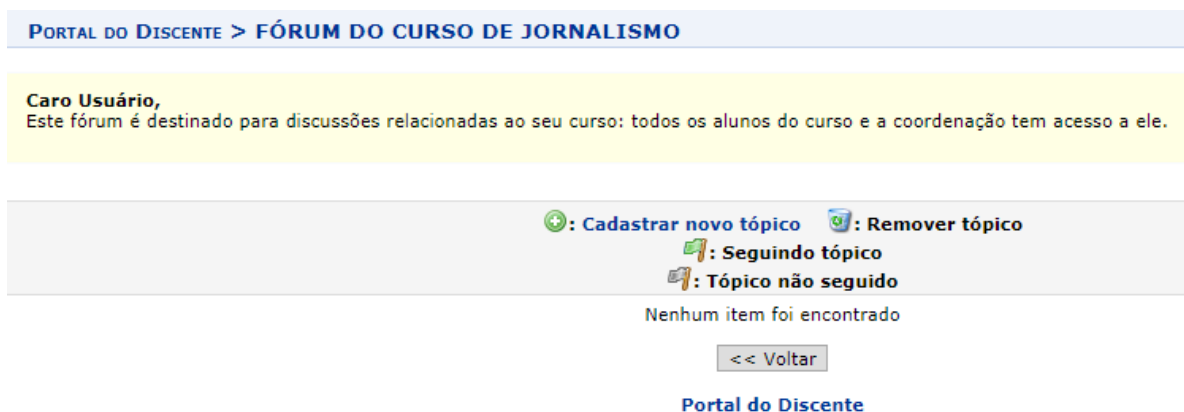 PORTAL DO DISCENTE > FÓRUM DO CURSO DE JORNALISMO
Caro Usuário,
Este fórum é destinado para discussões relacionadas ao seu curso: todos os alunos do curso e a coordenação tem acesso a ele.
: Cadastrar novo tópico : Remover tópico
: Seguindo tópico
: Tópico não seguido
Nenhum item foi encontrado
<< Voltar
Portal do Discente